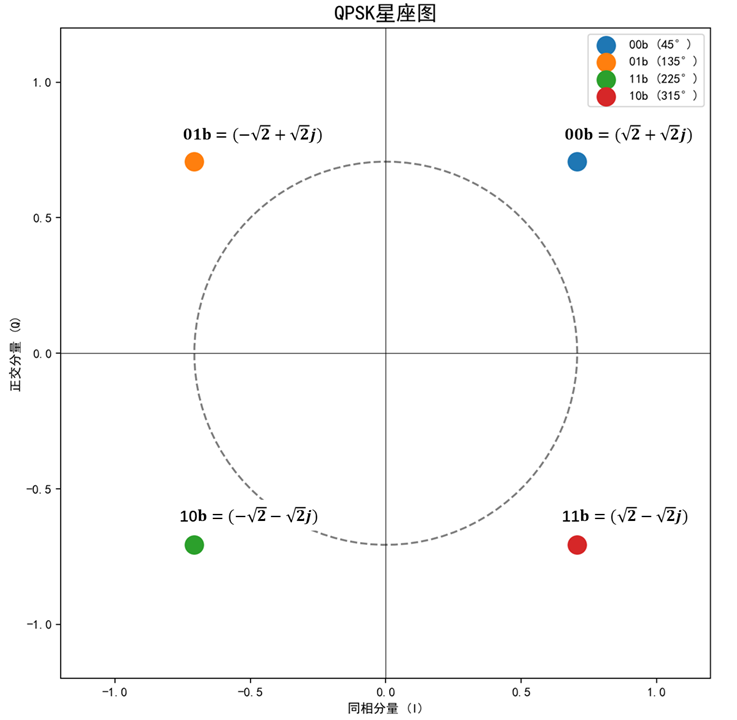 QPSK星座图
00b (45°)
01b (135°)
11b (225°)
10b (315°)
1.0
0.5
0.0
-0.5
-1.0
正交分量 (Q)
01b = (−√2 + √2j)
00b = (√2 + √2j)
10b = (−√2 − √2j)
11b = (√2 − √2j)
-1.0 -0.5 0.0 0.5 1.0
同相分量 (I)